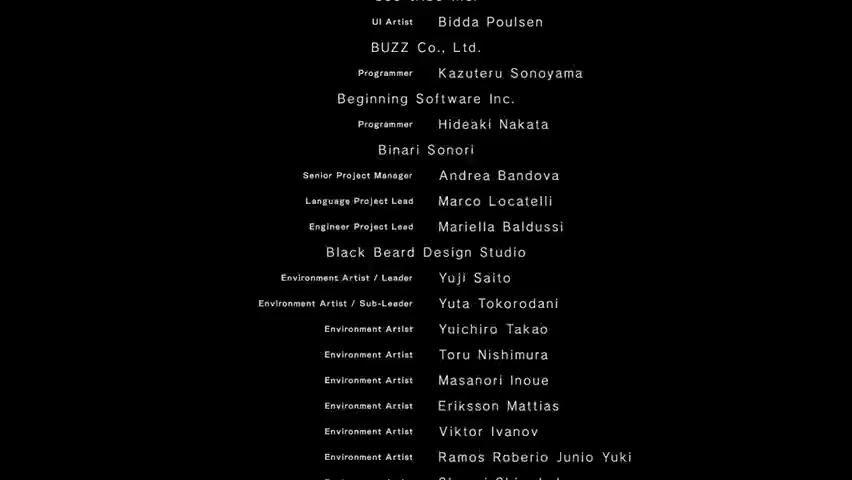 UI Artist Bidda Poulsen
BUZZ Co., Ltd.
Programmer Kazuteru Sonoyama
Beginning Software Inc.
Programmer Hideaki Nakata
Binari Sonori
Senior Project Manager Andrea Bandova
Language Project Lead Marco Locatelli
Engineer Project Lead Mariella Baldussi
Black Beard Design Studio
Environment Artist / Leader Yuji Saito
Environment Artist / Sub-Leader Yuta Tokorodani
Environment Artist Yuichiro Takao
Environment Artist Toru Nishimura
Environment Artist Masanori Inoue
Environment Artist Eriksson Mattias
Environment Artist Viktor Ivanov
Environment Artist Ramos Roberio Junio Yuki